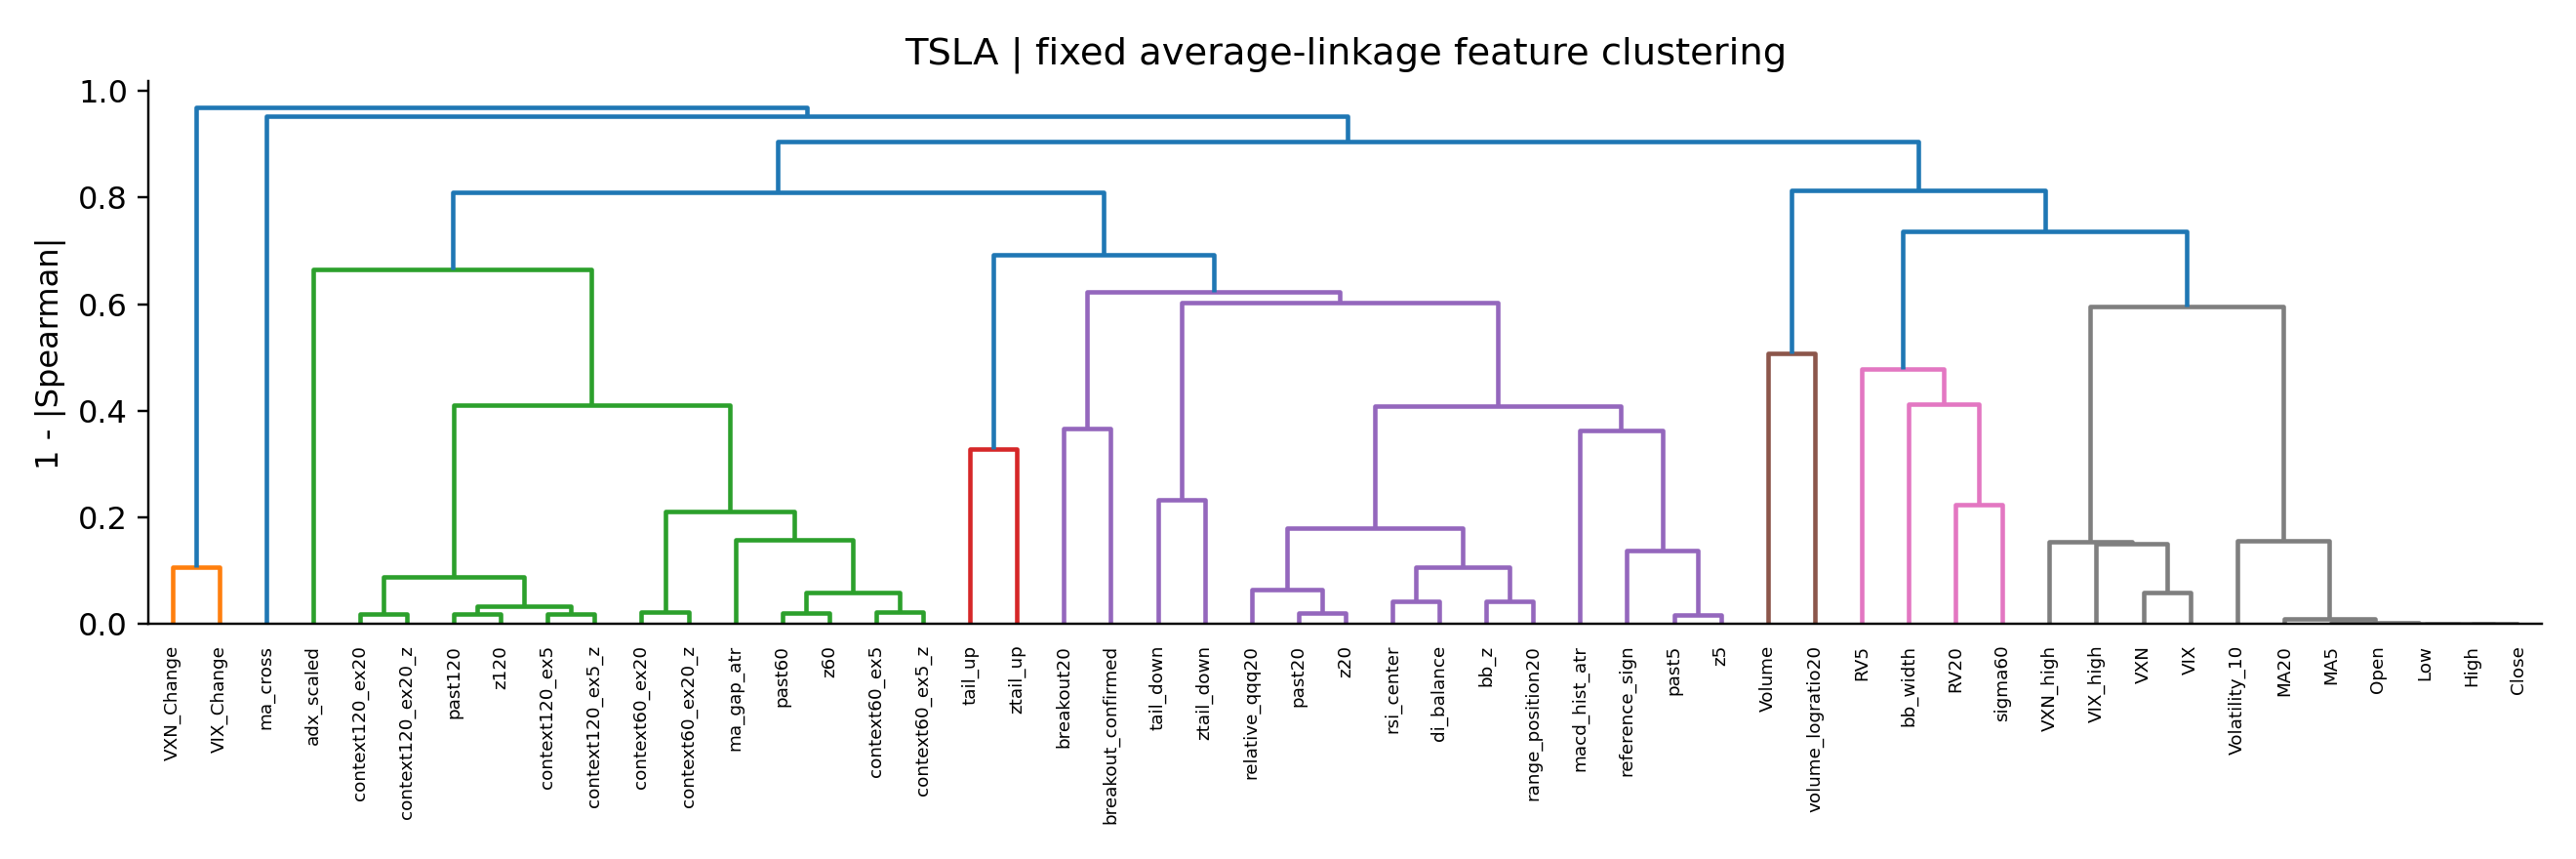 TSLA | fixed average-linkage feature clustering
1 - |Spearman|
1.0
0.8
0.6
0.4
0.2
0.0
VXN_Change
VIX_Change
ma_cross
adx_scaled
context120_ex20
context120_ex20_z
past120
z120
context120_ex5
context120_ex5_z
context60_ex20
context60_ex20_z
ma_gap_atr
past60
z60
context60_ex5
context60_ex5_z
tail_up
ztail_up
breakout20
breakout_confirmed
tail_down
ztail_down
relative_qqq20
past20
z20
rsi_center
di_balance
bb_z
range_position20
macd_hist_atr
reference_sign
past5
z5
Volume
volume_logratio20
RV5
bb_width
RV20
sigma60
VXN_high
VIX_high
VXN
VIX
Volatility_10
MA20
MA5
Open
Low
High
Close